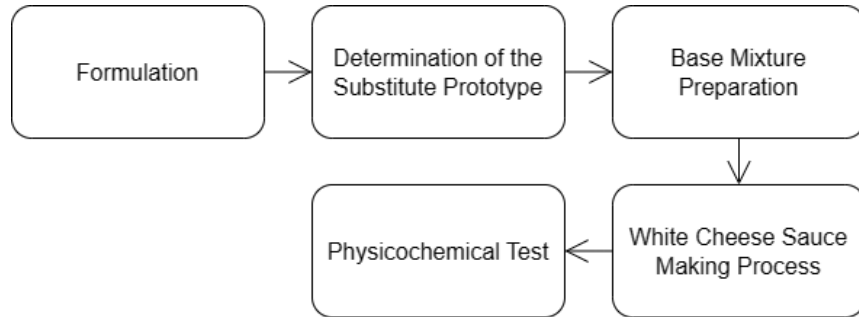 Formulation
Determination of the
Substitute Prototype
Base Mixture
Preparation
White Cheese Sauce
Making Process
Physicochemical Test